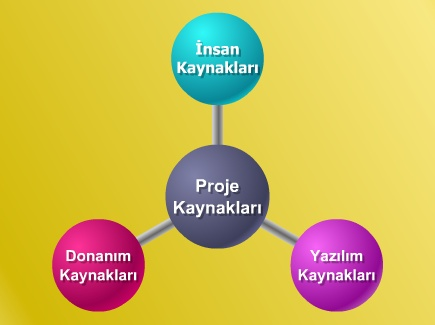 İnsan
Kaynakları
Proje
Kaynakları
Donanım
Kaynakları
Yazılım
Kaynakları